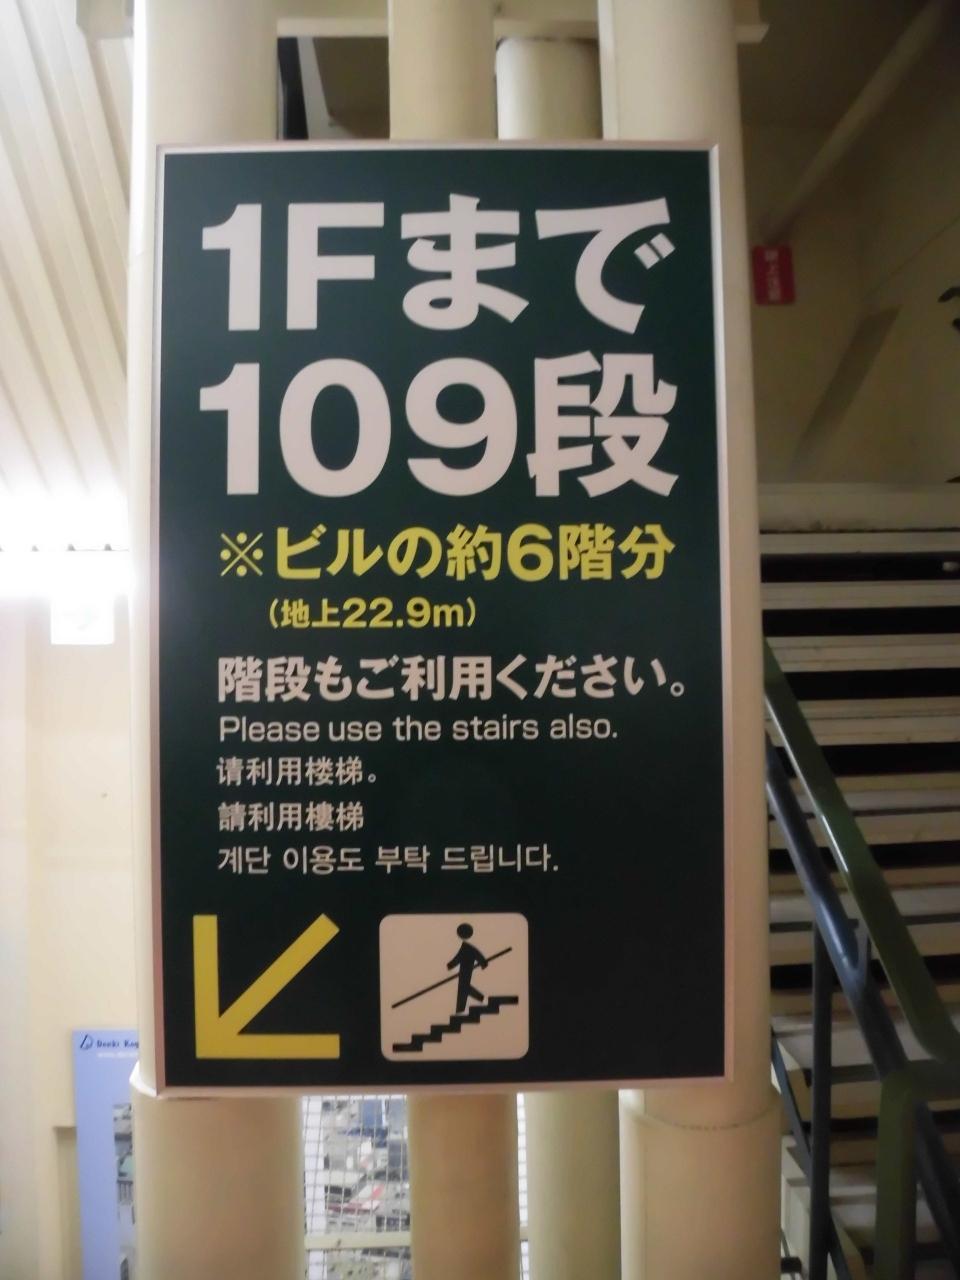 1Fまで
109段
※ビルの約6階分
（地上22.9m）
階段もご利用ください。
Please use the stairs also.
请利用楼梯。
請利用樓梯
계단 이용도 부탁 드립니다.
Denki